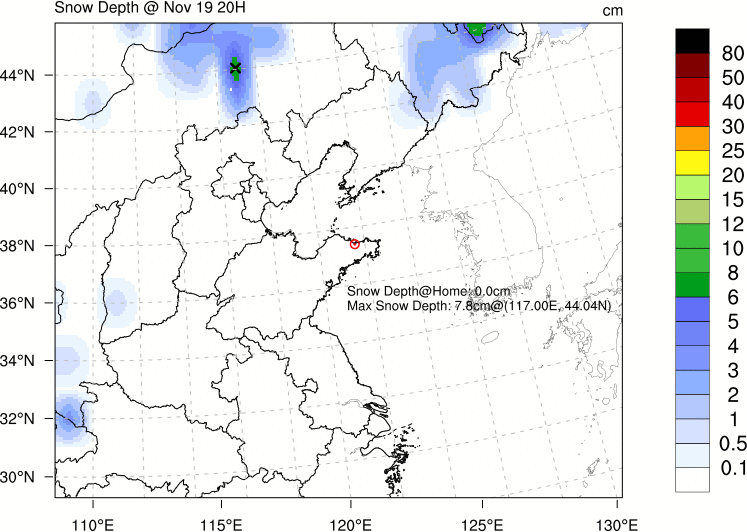 Snow Depth @ Nov 19 20H
cm
44°N
42°N
40°N
38°N
36°N
34°N
32°N
30°N
110°E
115°E
120°E
125°E
130°E
Snow Depth@Home: 0.0cm
Max Snow Depth: 7.8cm@(117.00E, 44.04N)
80
50
40
30
25
20
15
12
10
8
6
5
4
3
2
1
0.5
0.1